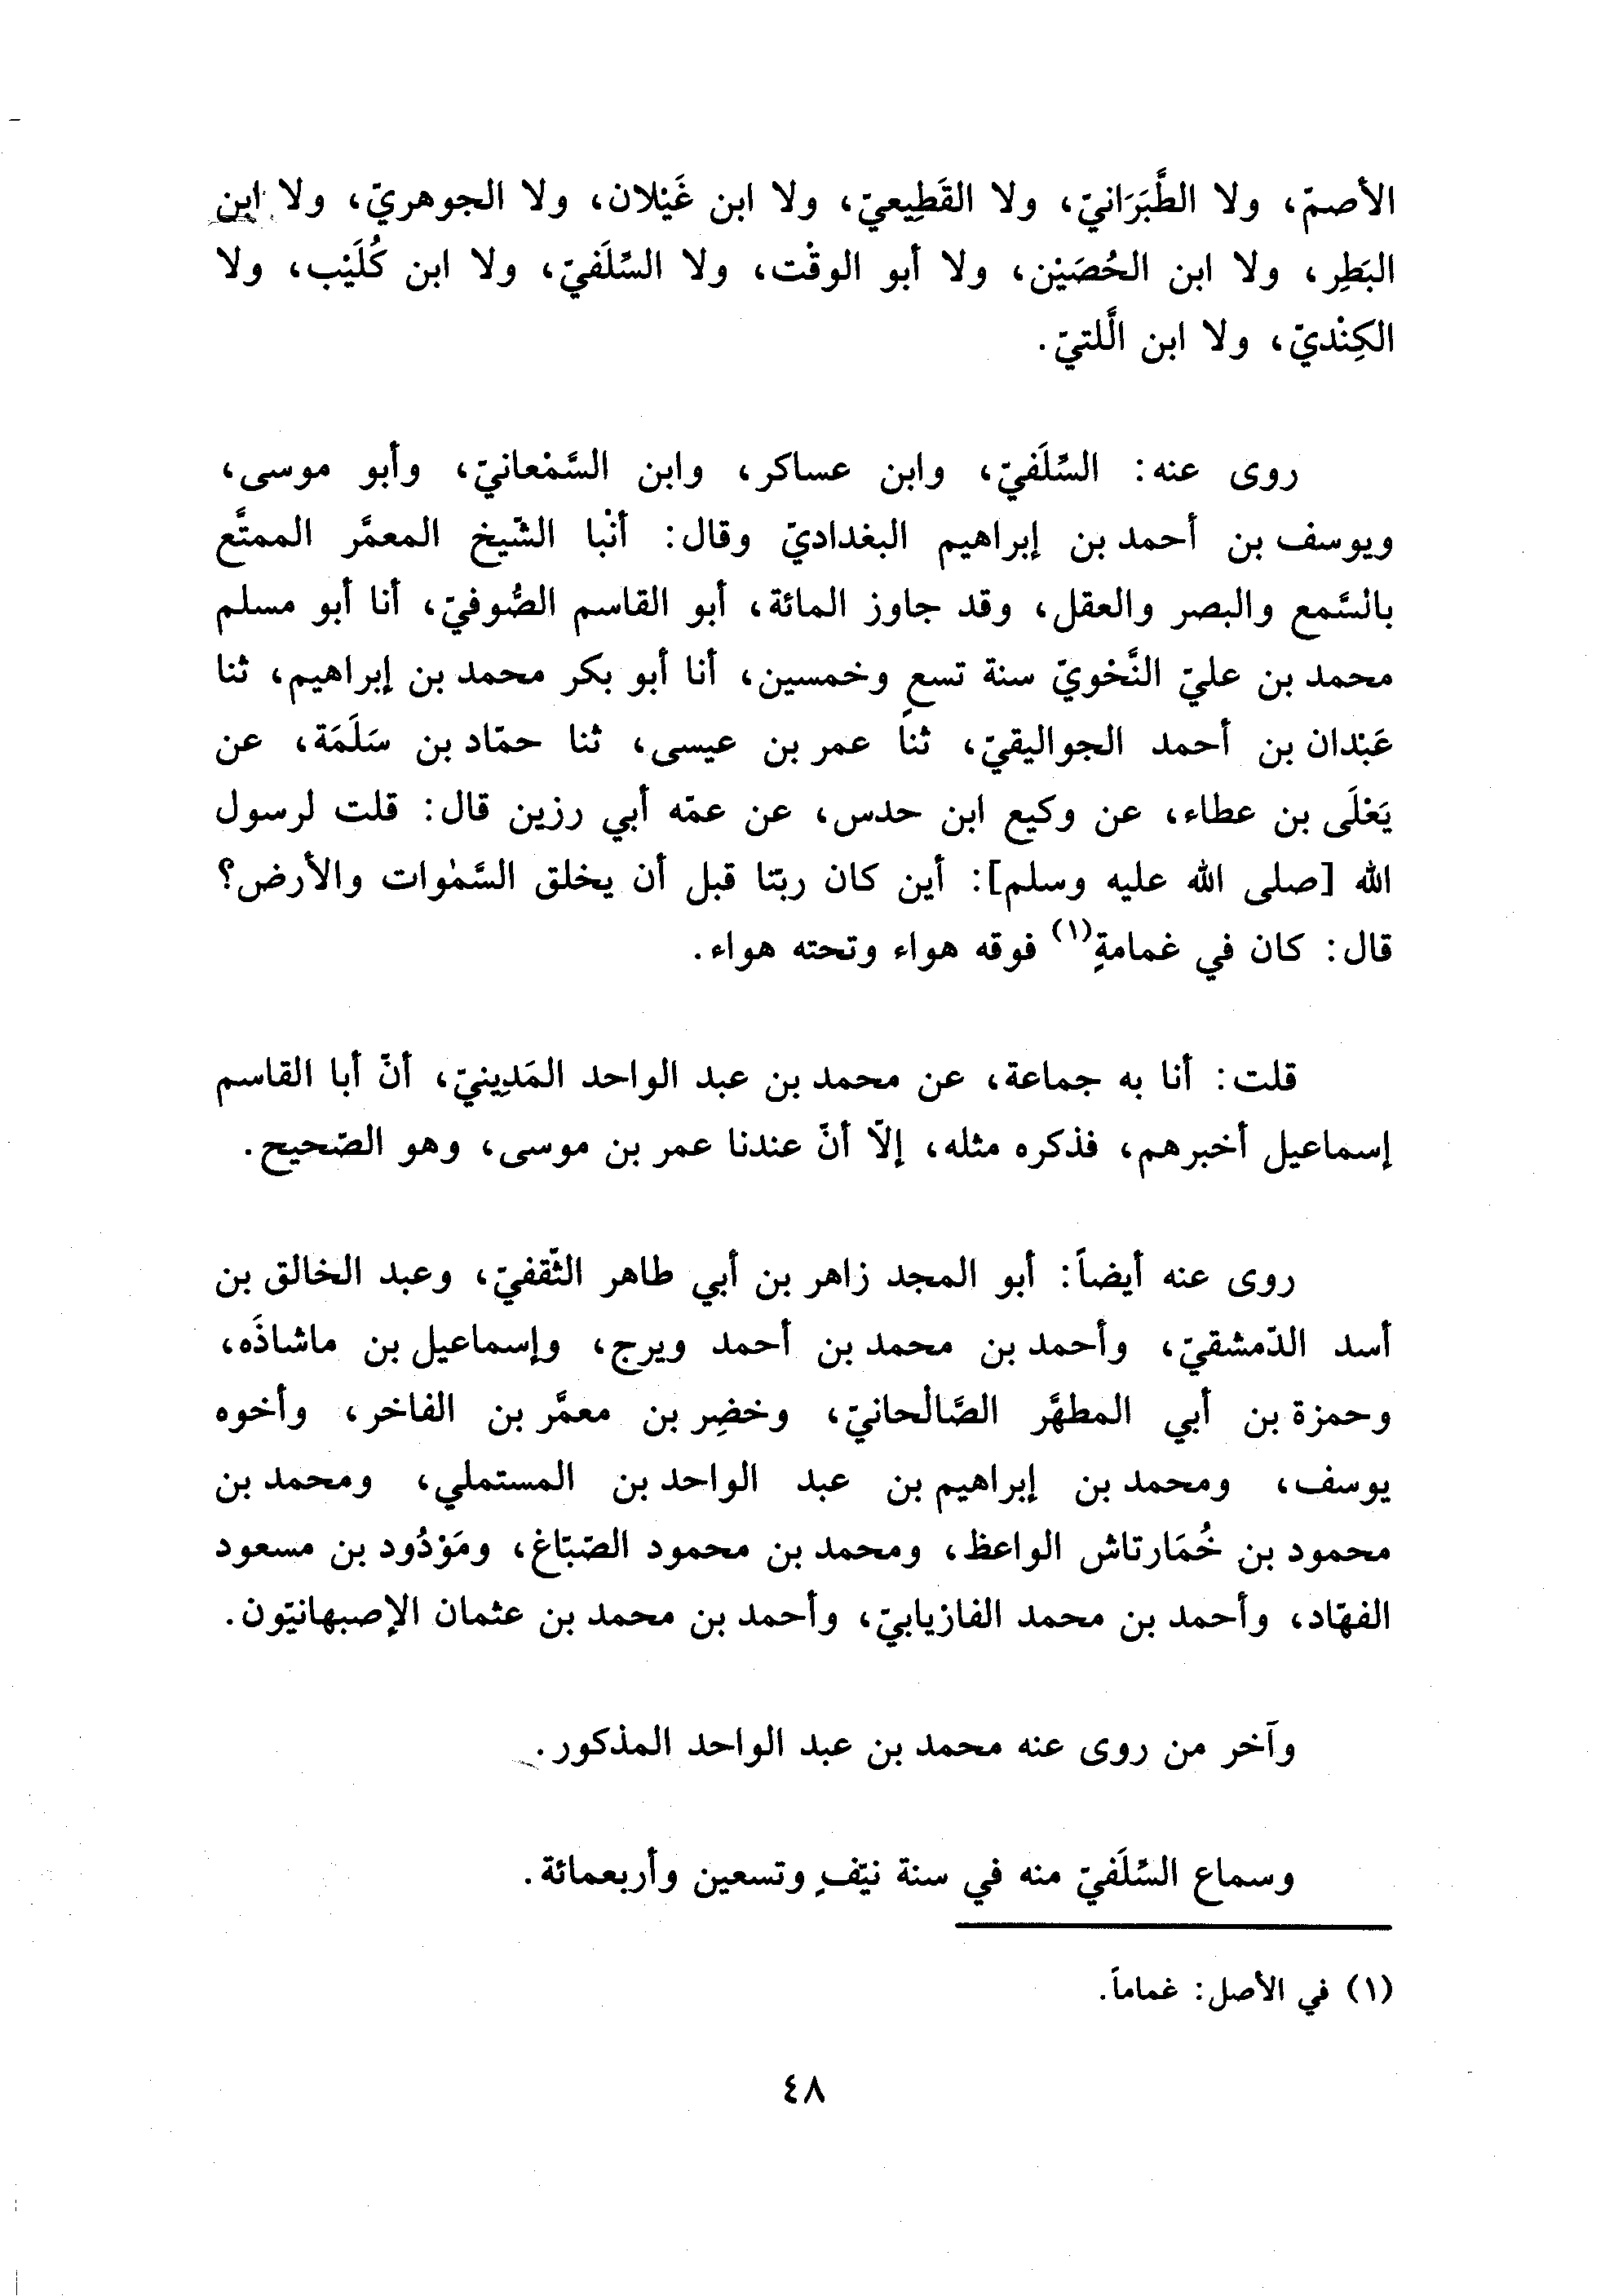 الأصمّ، ولا الطَّبَرَانيّ، ولا القَطِيعيّ، ولا ابن غَيْلان، ولا الجوهريّ، ولا ابن
البَطِر، ولا ابن الحُصَيْن، ولا أبو الوقْت، ولا السِّلَفيّ، ولا ابن كُلَيْب، ولا
الكِنْديّ، ولا ابن الَّلتيّ.
روى عنه: السِّلَفيّ، وابن عساكر، وابن السَّمْعانيّ، وأبو موسى،
ويوسف بن أحمد بن إبراهيم البغداديّ وقال: أنْبا الشّيخ المعمَّر الممتَّع
بالسَّمع والبصر والعقل، وقد جاوز المائة، أبو القاسم الصُّوفيّ، أنا أبو مسلم
محمد بن عليّ النَّحْويّ سنة تسعٍ وخمسين، أنا أبو بكر محمد بن إبراهيم، ثنا
عَبْدان بن أحمد الجواليقيّ، ثنا عمر بن عيسى، ثنا حمّاد بن سَلَمَة، عن
يَعْلَى بن عطاء، عن وكيع ابن حدس، عن عمّه أبي رزين قال: قلت لرسول
الله [صلى الله عليه وسلم]: أين كان ربّنا قبل أن يخلق السَّمٰوات والأرض؟
قال: كان في غمامةٍ(١) فوقه هواء وتحته هواء.
قلت: أنا به جماعة، عن محمد بن عبد الواحد المَدِينيّ، أنّ أبا القاسم
إسماعيل أخبرهم، فذكره مثله، إلّا أنّ عندنا عمر بن موسى، وهو الصّحيح.
روى عنه أيضاً: أبو المجد زاهر بن أبي طاهر الثّقفيّ، وعبد الخالق بن
أسد الدّمشقيّ، وأحمد بن محمد بن أحمد ويرج، وإسماعيل بن ماشاذَه،
وحمزة بن أبي المطهَّر الصَّالْحانيّ، وخضِر بن معمَّر بن الفاخر، وأخوه
يوسف، ومحمد بن إبراهيم بن عبد الواحد بن المستملي، ومحمد بن
محمود بن خُمَارتاش الواعظ، ومحمد بن محمود الصّبّاغ، ومَوْدُود بن مسعود
الفهّاد، وأحمد بن محمد الفازيابيّ، وأحمد بن محمد بن عثمان الإصبهانيّون.
وآخر من روى عنه محمد بن عبد الواحد المذكور.
وسماع السِّلَفيّ منه في سنة نيّفٍ وتسعين وأربعمائة.
(١) في الأصل: غماماً.
٤٨